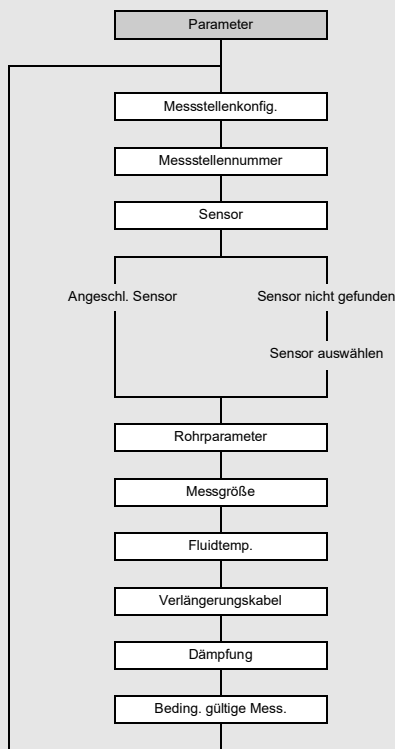 Parameter
Messstellenkonfig.
Messstellennummer
Sensor
Angeschl. Sensor
Sensor nicht gefunden
Sensor auswählen
Rohrparameter
Messgröße
Fluidtemp.
Verlängerungskabel
Dämpfung
Beding. gültige Mess.